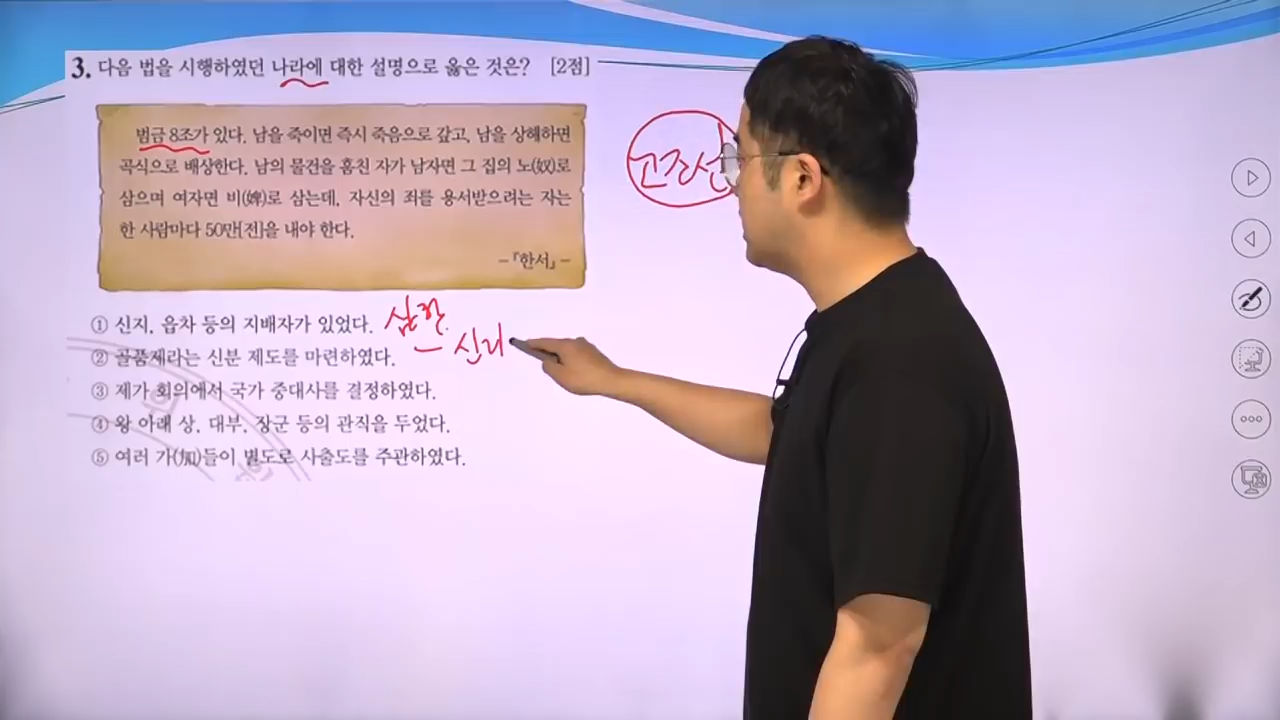 3. 다음 법을 시행하였던 나라에 대한 설명으로 옳은 것은? [2점]
범금 8조가 있다. 남을 죽이면 즉시 죽음으로 갚고, 남을 상해하면
곡식으로 배상한다. 남의 물건을 훔친 자가 남자면 그 집의 노(奴)로
삼으며 여자면 비(婢)로 삼는데, 자신의 죄를 용서받으려는 자는
한 사람마다 50만[전]을 내야 한다.
-『한서』-
고조선
① 신지, 읍차 등의 지배자가 있었다. 삼한
② 골품제라는 신분 제도를 마련하였다. 신라
③ 제가 회의에서 국가 중대사를 결정하였다.
④ 왕 아래 상, 대부, 장군 등의 관직을 두었다.
⑤ 여러 가(加)들이 별도로 사출도를 주관하였다.